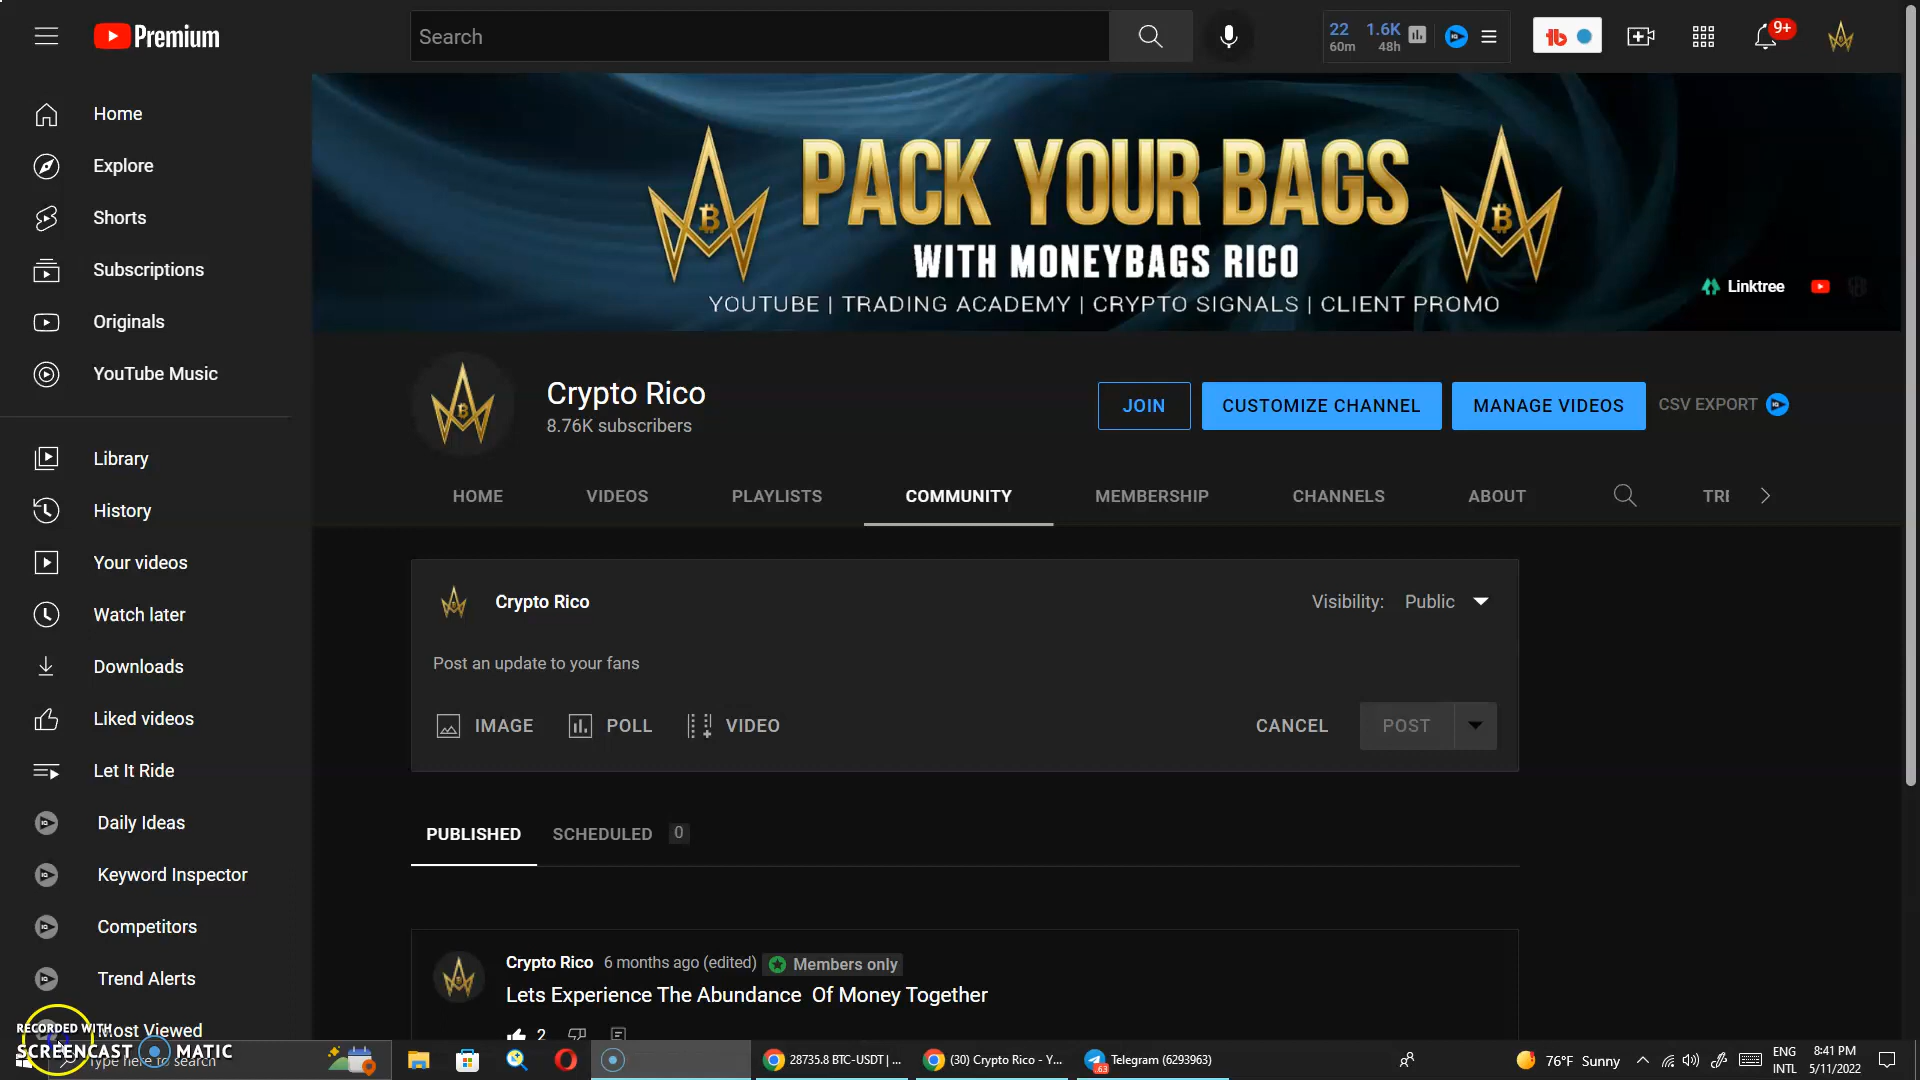 Premium
Search
22 60m
1.6K 48h
9+
Home
Explore
Shorts
Subscriptions
Originals
YouTube Music
Library
History
Your videos
Watch later
Downloads
Liked videos
Let It Ride
Daily Ideas
Keyword Inspector
Competitors
Trend Alerts
Most Viewed
PACK YOUR BAGS
WITH MONEYBAGS RICO
YOUTUBE | TRADING ACADEMY | CRYPTO SIGNALS | CLIENT PROMO
Linktree
Crypto Rico
8.76K subscribers
JOIN
CUSTOMIZE CHANNEL
MANAGE VIDEOS
CSV EXPORT
HOME
VIDEOS
PLAYLISTS
COMMUNITY
MEMBERSHIP
CHANNELS
ABOUT
TRE
Crypto Rico
Visibility: Public
Post an update to your fans
IMAGE
POLL
VIDEO
CANCEL
POST
PUBLISHED
SCHEDULED 0
Crypto Rico 6 months ago (edited) Members only
Lets Experience The Abundance Of Money Together
2
RECORDED WITH
SCREENCAST MATIC
Type here to search
28735.8 BTC-USDT | ...
(30) Crypto Rico - Y...
Telegram (6293963)
76°F Sunny
ENG
INTL
8:41 PM
5/11/2022